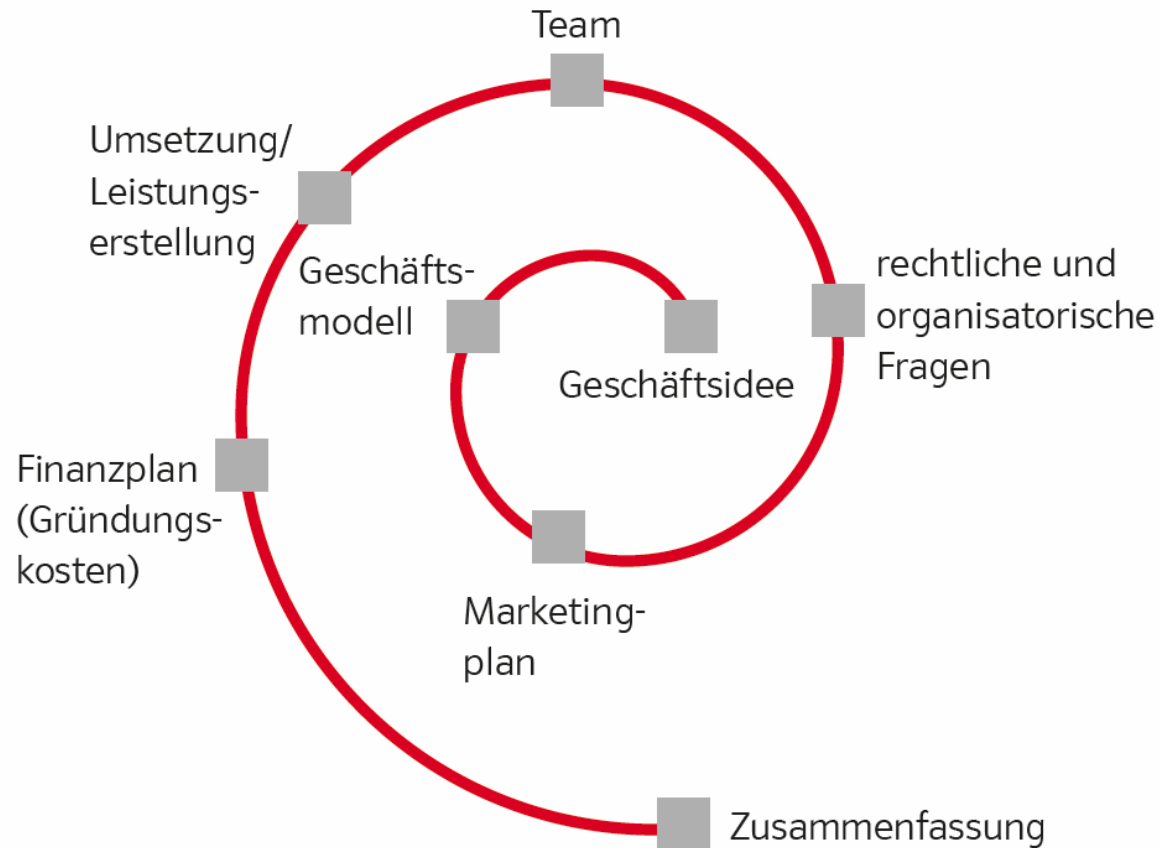 Team
Umsetzung/
Leistungs-
erstellung
Geschäfts-
modell
rechtliche und
organisatorische
Fragen
Geschäftsidee
Finanzplan
(Gründungs-
kosten)
Marketing-
plan
Zusammenfassung